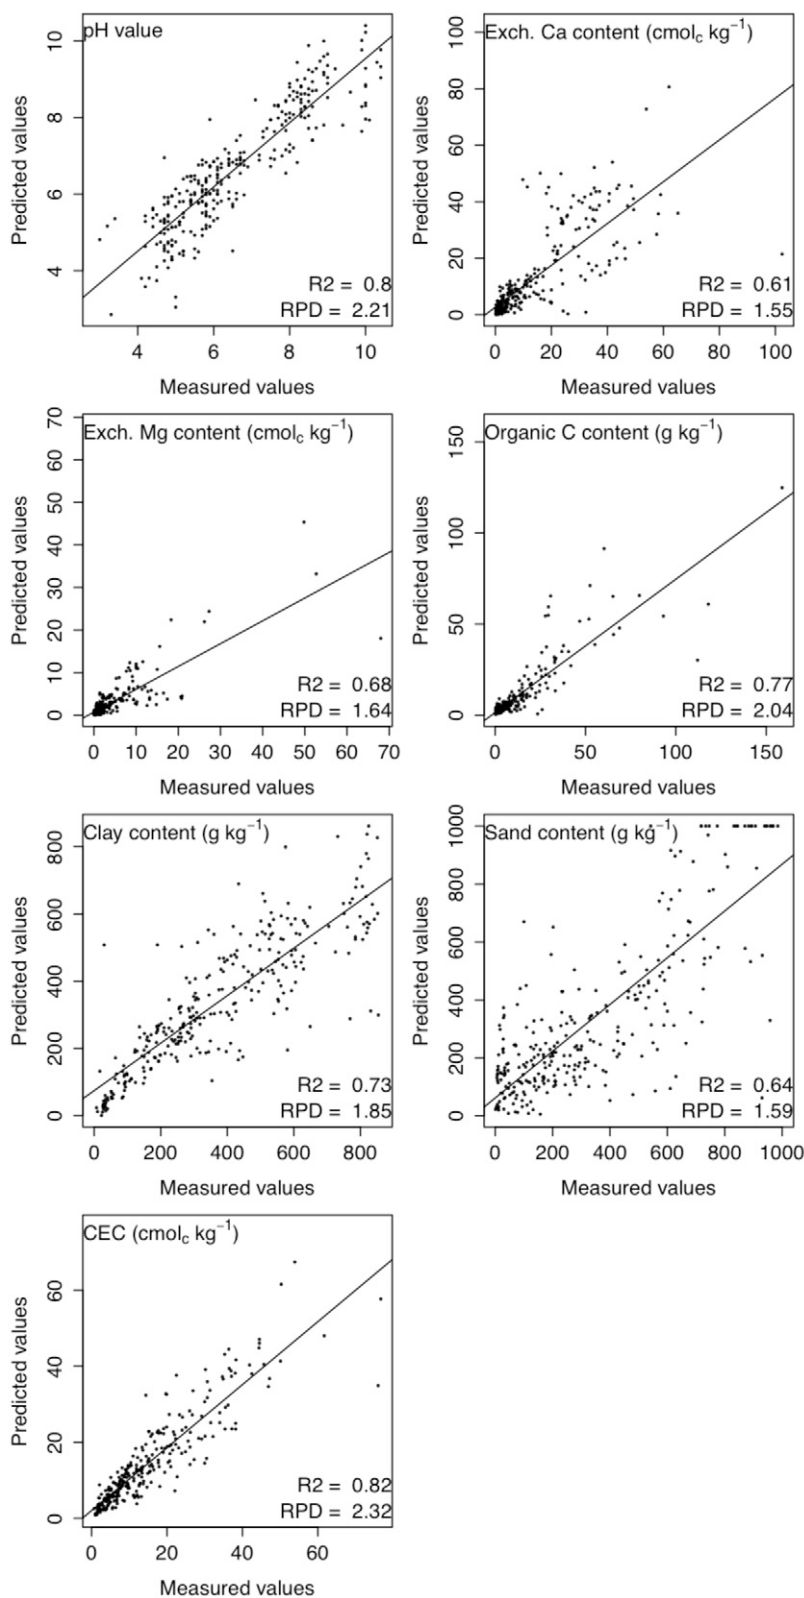 pH value
Predicted values
10
8
6
4
R2 = 0.8
RPD = 2.21
4 6 8 10
Measured values
Exch. Ca content (cmolc kg−1)
Predicted values
100
80
60
40
20
0
R2 = 0.61
RPD = 1.55
0 20 40 60 80 100
Measured values
Exch. Mg content (cmolc kg−1)
Predicted values
70
60
50
40
30
20
10
0
R2 = 0.68
RPD = 1.64
0 10 20 30 40 50 60 70
Measured values
Organic C content (g kg−1)
Predicted values
150
100
50
0
R2 = 0.77
RPD = 2.04
0 50 100 150
Measured values
Clay content (g kg−1)
Predicted values
800
600
400
200
0
R2 = 0.73
RPD = 1.85
0 200 400 600 800
Measured values
Sand content (g kg−1)
Predicted values
1000
800
600
400
200
0
R2 = 0.64
RPD = 1.59
0 200 400 600 800 1000
Measured values
CEC (cmolc kg−1)
Predicted values
60
40
20
0
R2 = 0.82
RPD = 2.32
0 20 40 60
Measured values